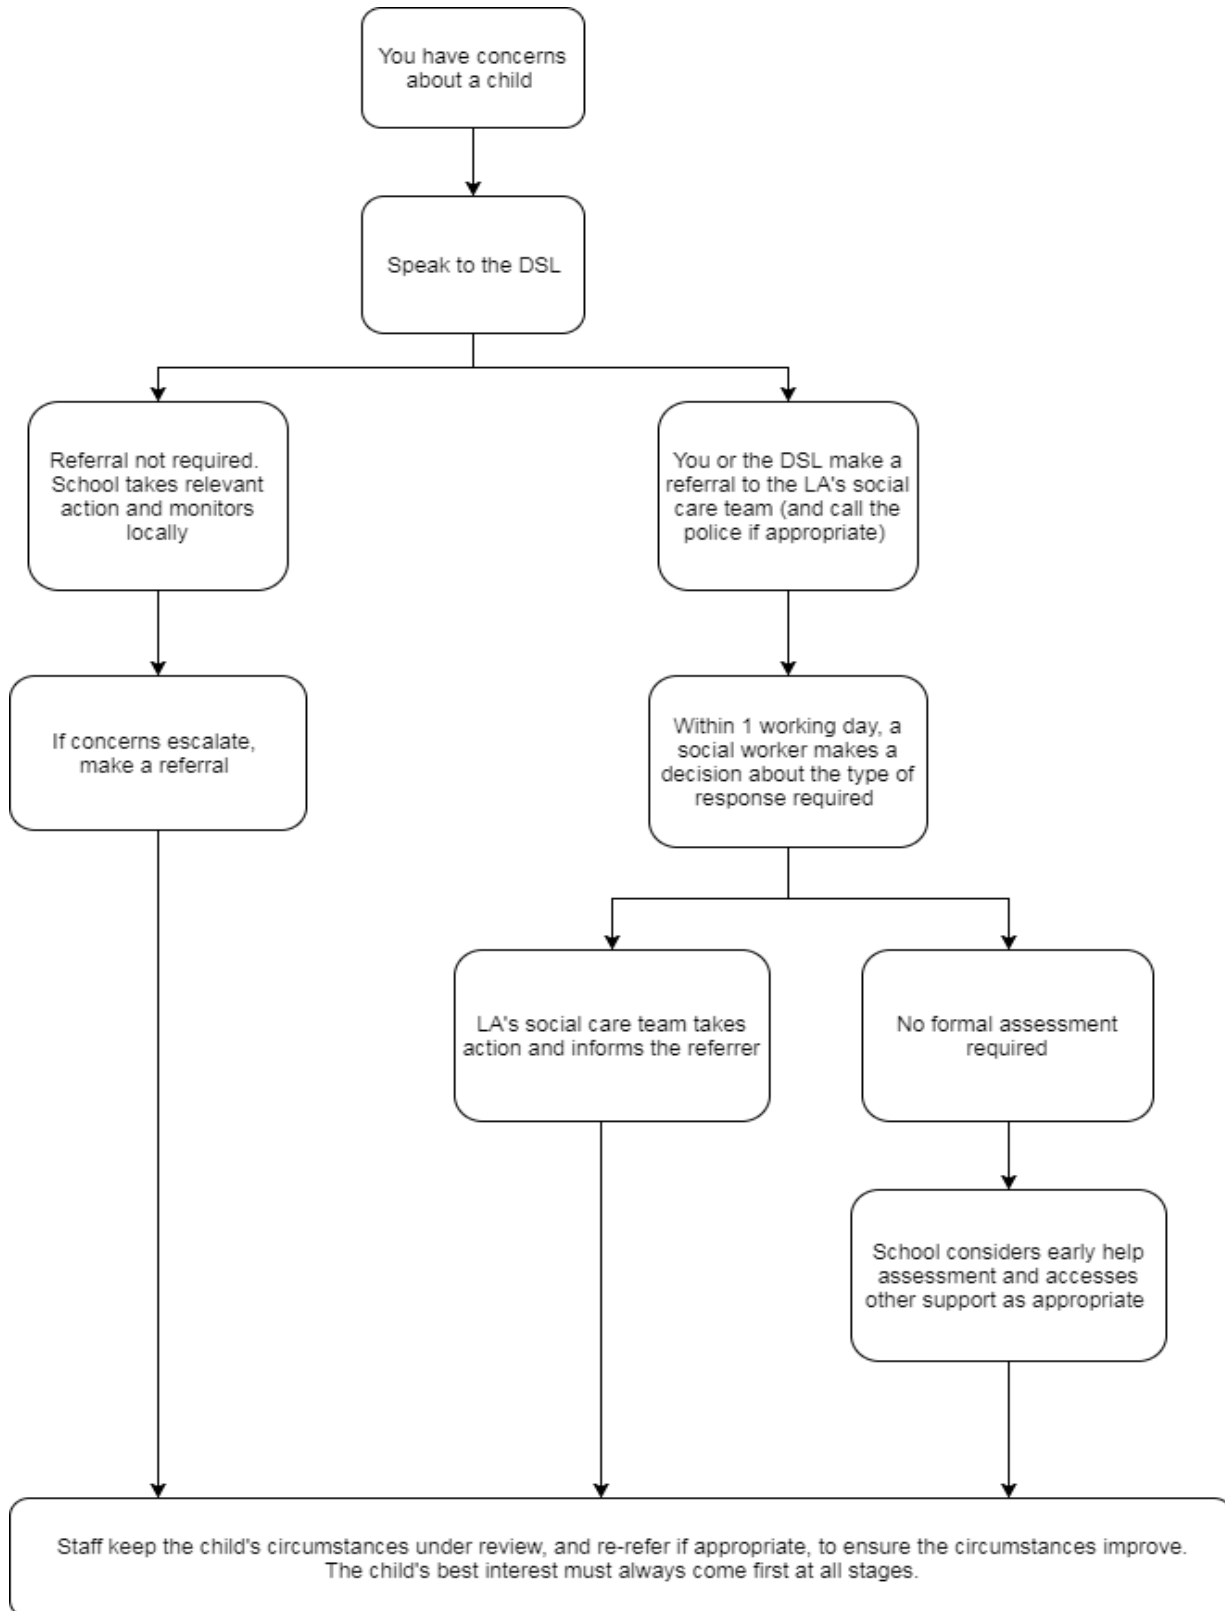 You have concerns
about a child
Speak to the DSL
Referral not required.
School takes relevant
action and monitors
locally
You or the DSL make a
referral to the LA's social
care team (and call the
police if appropriate)
If concerns escalate,
make a referral
Within 1 working day, a
social worker makes a
decision about the type of
response required
LA's social care team takes
action and informs the referrer
No formal assessment
required
School considers early help
assessment and accesses
other support as appropriate
Staff keep the child's circumstances under review, and re-refer if appropriate, to ensure the circumstances improve.
The child's best interest must always come first at all stages.